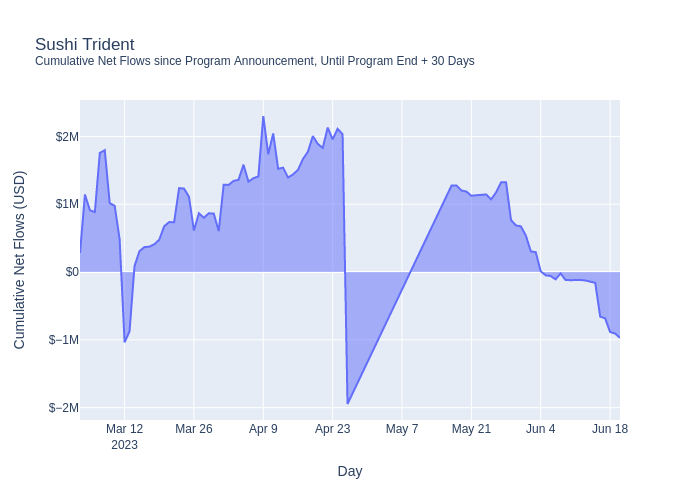 Sushi Trident
Cumulative Net Flows since Program Announcement, Until Program End + 30 Days
Cumulative Net Flows (USD)
$2M
$1M
$0
$−1M
$−2M
Mar 12
2023
Mar 26
Apr 9
Apr 23
May 7
May 21
Jun 4
Jun 18
Day